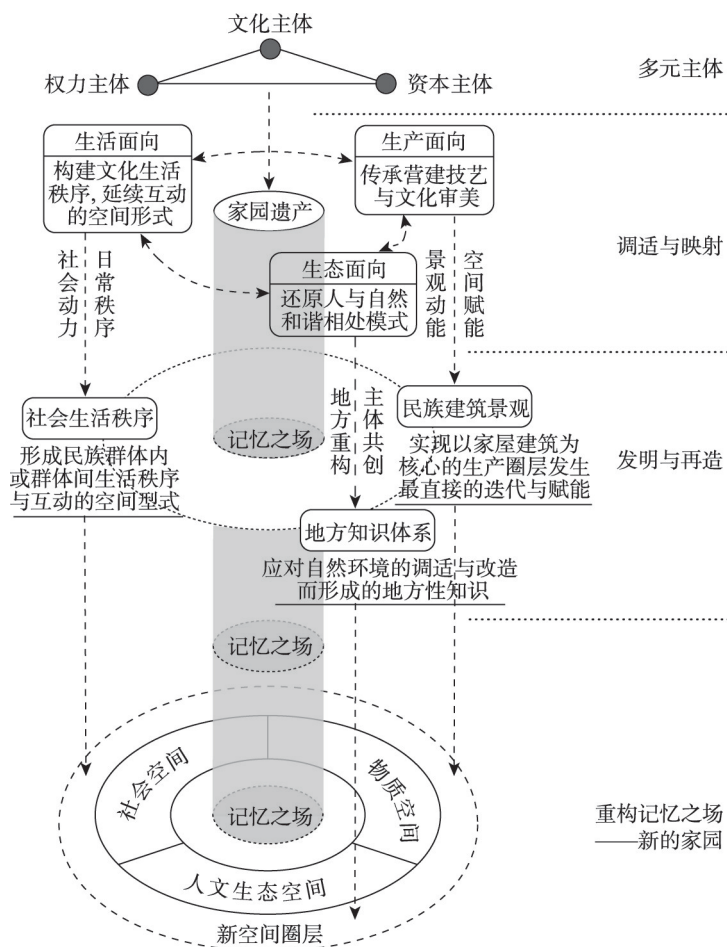 文化主体
权力主体
资本主体
多元主体
生活面向
构建文化生活
秩序,延续互动
的空间形式
生产面向
传承营建技艺
与文化审美
家园遗产
生态面向
还原人与自然
和谐相处模式
调适与映射
社会动力
日常秩序
景观动能
空间赋能
社会生活秩序
形成民族群体内
或群体间生活秩序
与互动的空间型式
记忆之场
地方重构
主体共创
民族建筑景观
实现以家屋建筑为
核心的生产圈层发生
最直接的迭代与赋能
发明与再造
地方知识体系
应对自然环境的调适与改造
而形成的地方性知识
记忆之场
社会空间
物质空间
记忆之场
人文生态空间
新空间圈层
重构记忆之场
——新的家园